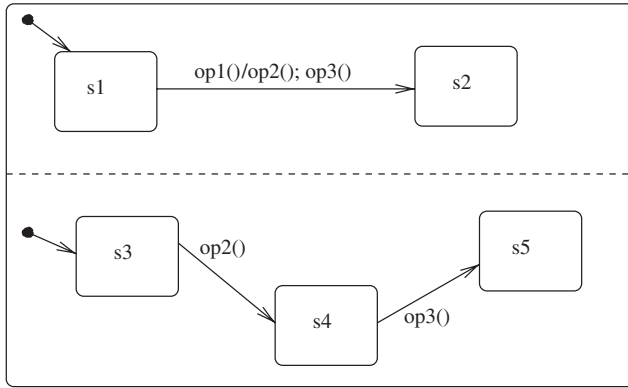 s1
op1()/op2(); op3()
s2
s3
op2()
s4
op3()
s5